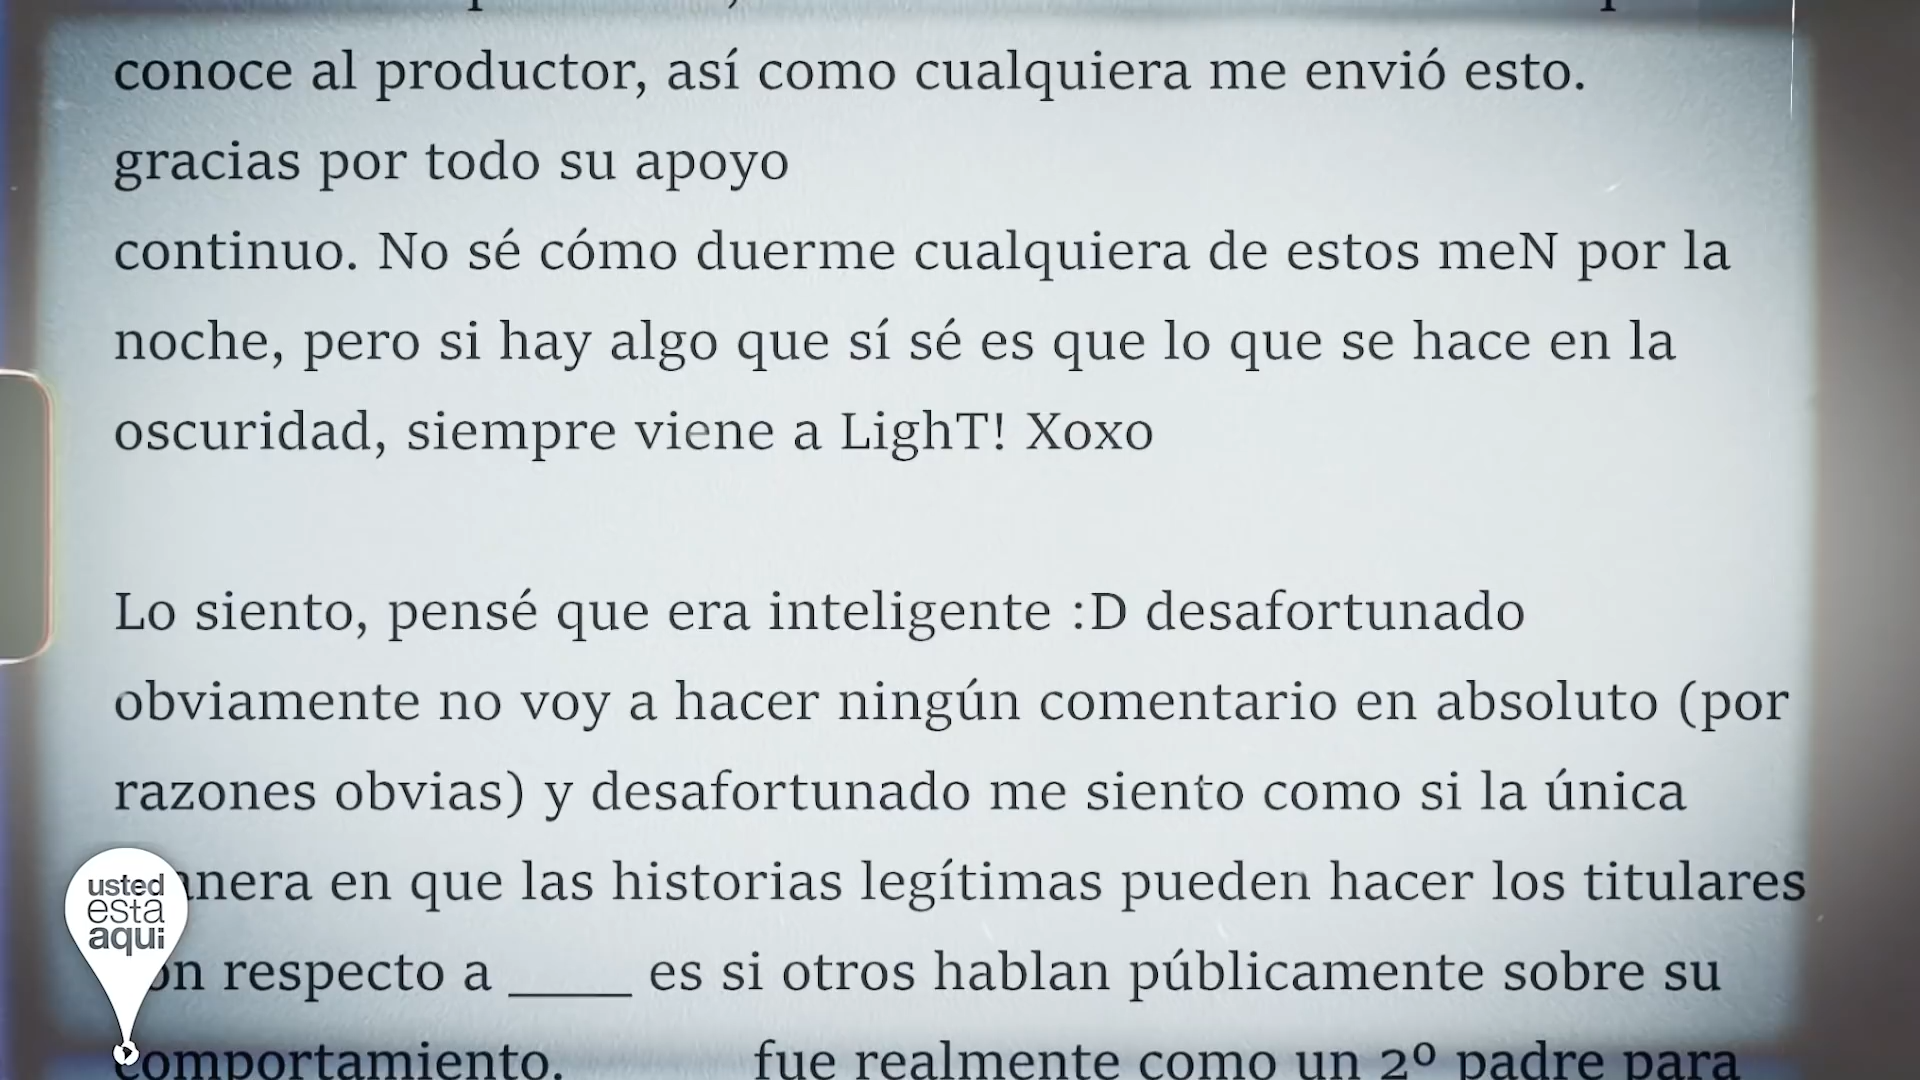 conoce al productor, así como cualquiera me envió esto.
gracias por todo su apoyo
continuo. No sé cómo duerme cualquiera de estos meN por la
noche, pero si hay algo que sí sé es que lo que se hace en la
oscuridad, siempre viene a LighT! Xoxo
Lo siento, pensé que era inteligente :D desafortunado
obviamente no voy a hacer ningún comentario en absoluto (por
razones obvias) y desafortunado me siento como si la única
nera en que las historias legítimas pueden hacer los titulares
n respecto a _____ es si otros hablan públicamente sobre su
comportamiento. fue realmente como un 2º padre para
usted
esta
aqui